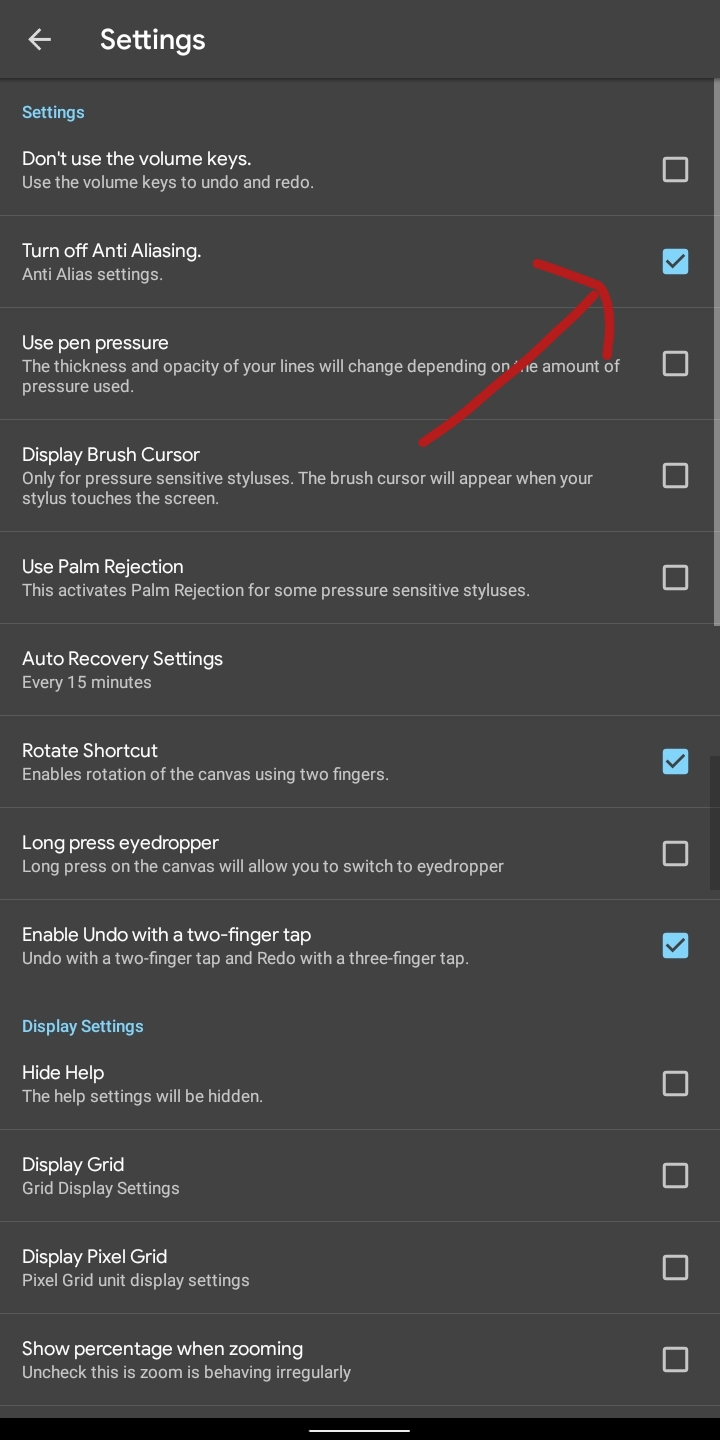 Settings
Settings
Don't use the volume keys.
Use the volume keys to undo and redo.
Turn off Anti Aliasing.
Anti Alias settings.
Use pen pressure
The thickness and opacity of your lines will change depending on the amount of
pressure used.
Display Brush Cursor
Only for pressure sensitive styluses. The brush cursor will appear when your
stylus touches the screen.
Use Palm Rejection
This activates Palm Rejection for some pressure sensitive styluses.
Auto Recovery Settings
Every 15 minutes
Rotate Shortcut
Enables rotation of the canvas using two fingers.
Long press eyedropper
Long press on the canvas will allow you to switch to eyedropper
Enable Undo with a two-finger tap
Undo with a two-finger tap and Redo with a three-finger tap.
Display Settings
Hide Help
The help settings will be hidden.
Display Grid
Grid Display Settings
Display Pixel Grid
Pixel Grid unit display settings
Show percentage when zooming
Uncheck this is zoom is behaving irregularly